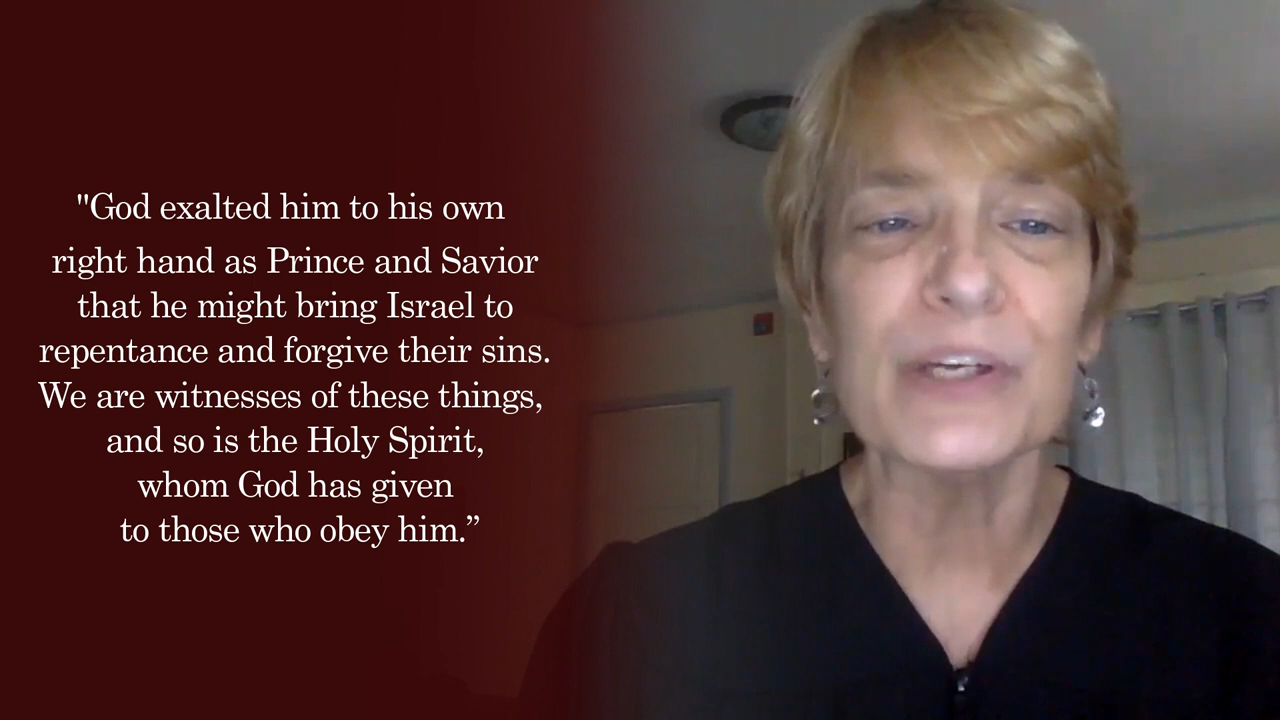 "God exalted him to his own
right hand as Prince and Savior
that he might bring Israel to
repentance and forgive their sins.
We are witnesses of these things,
and so is the Holy Spirit,
whom God has given
to those who obey him.”